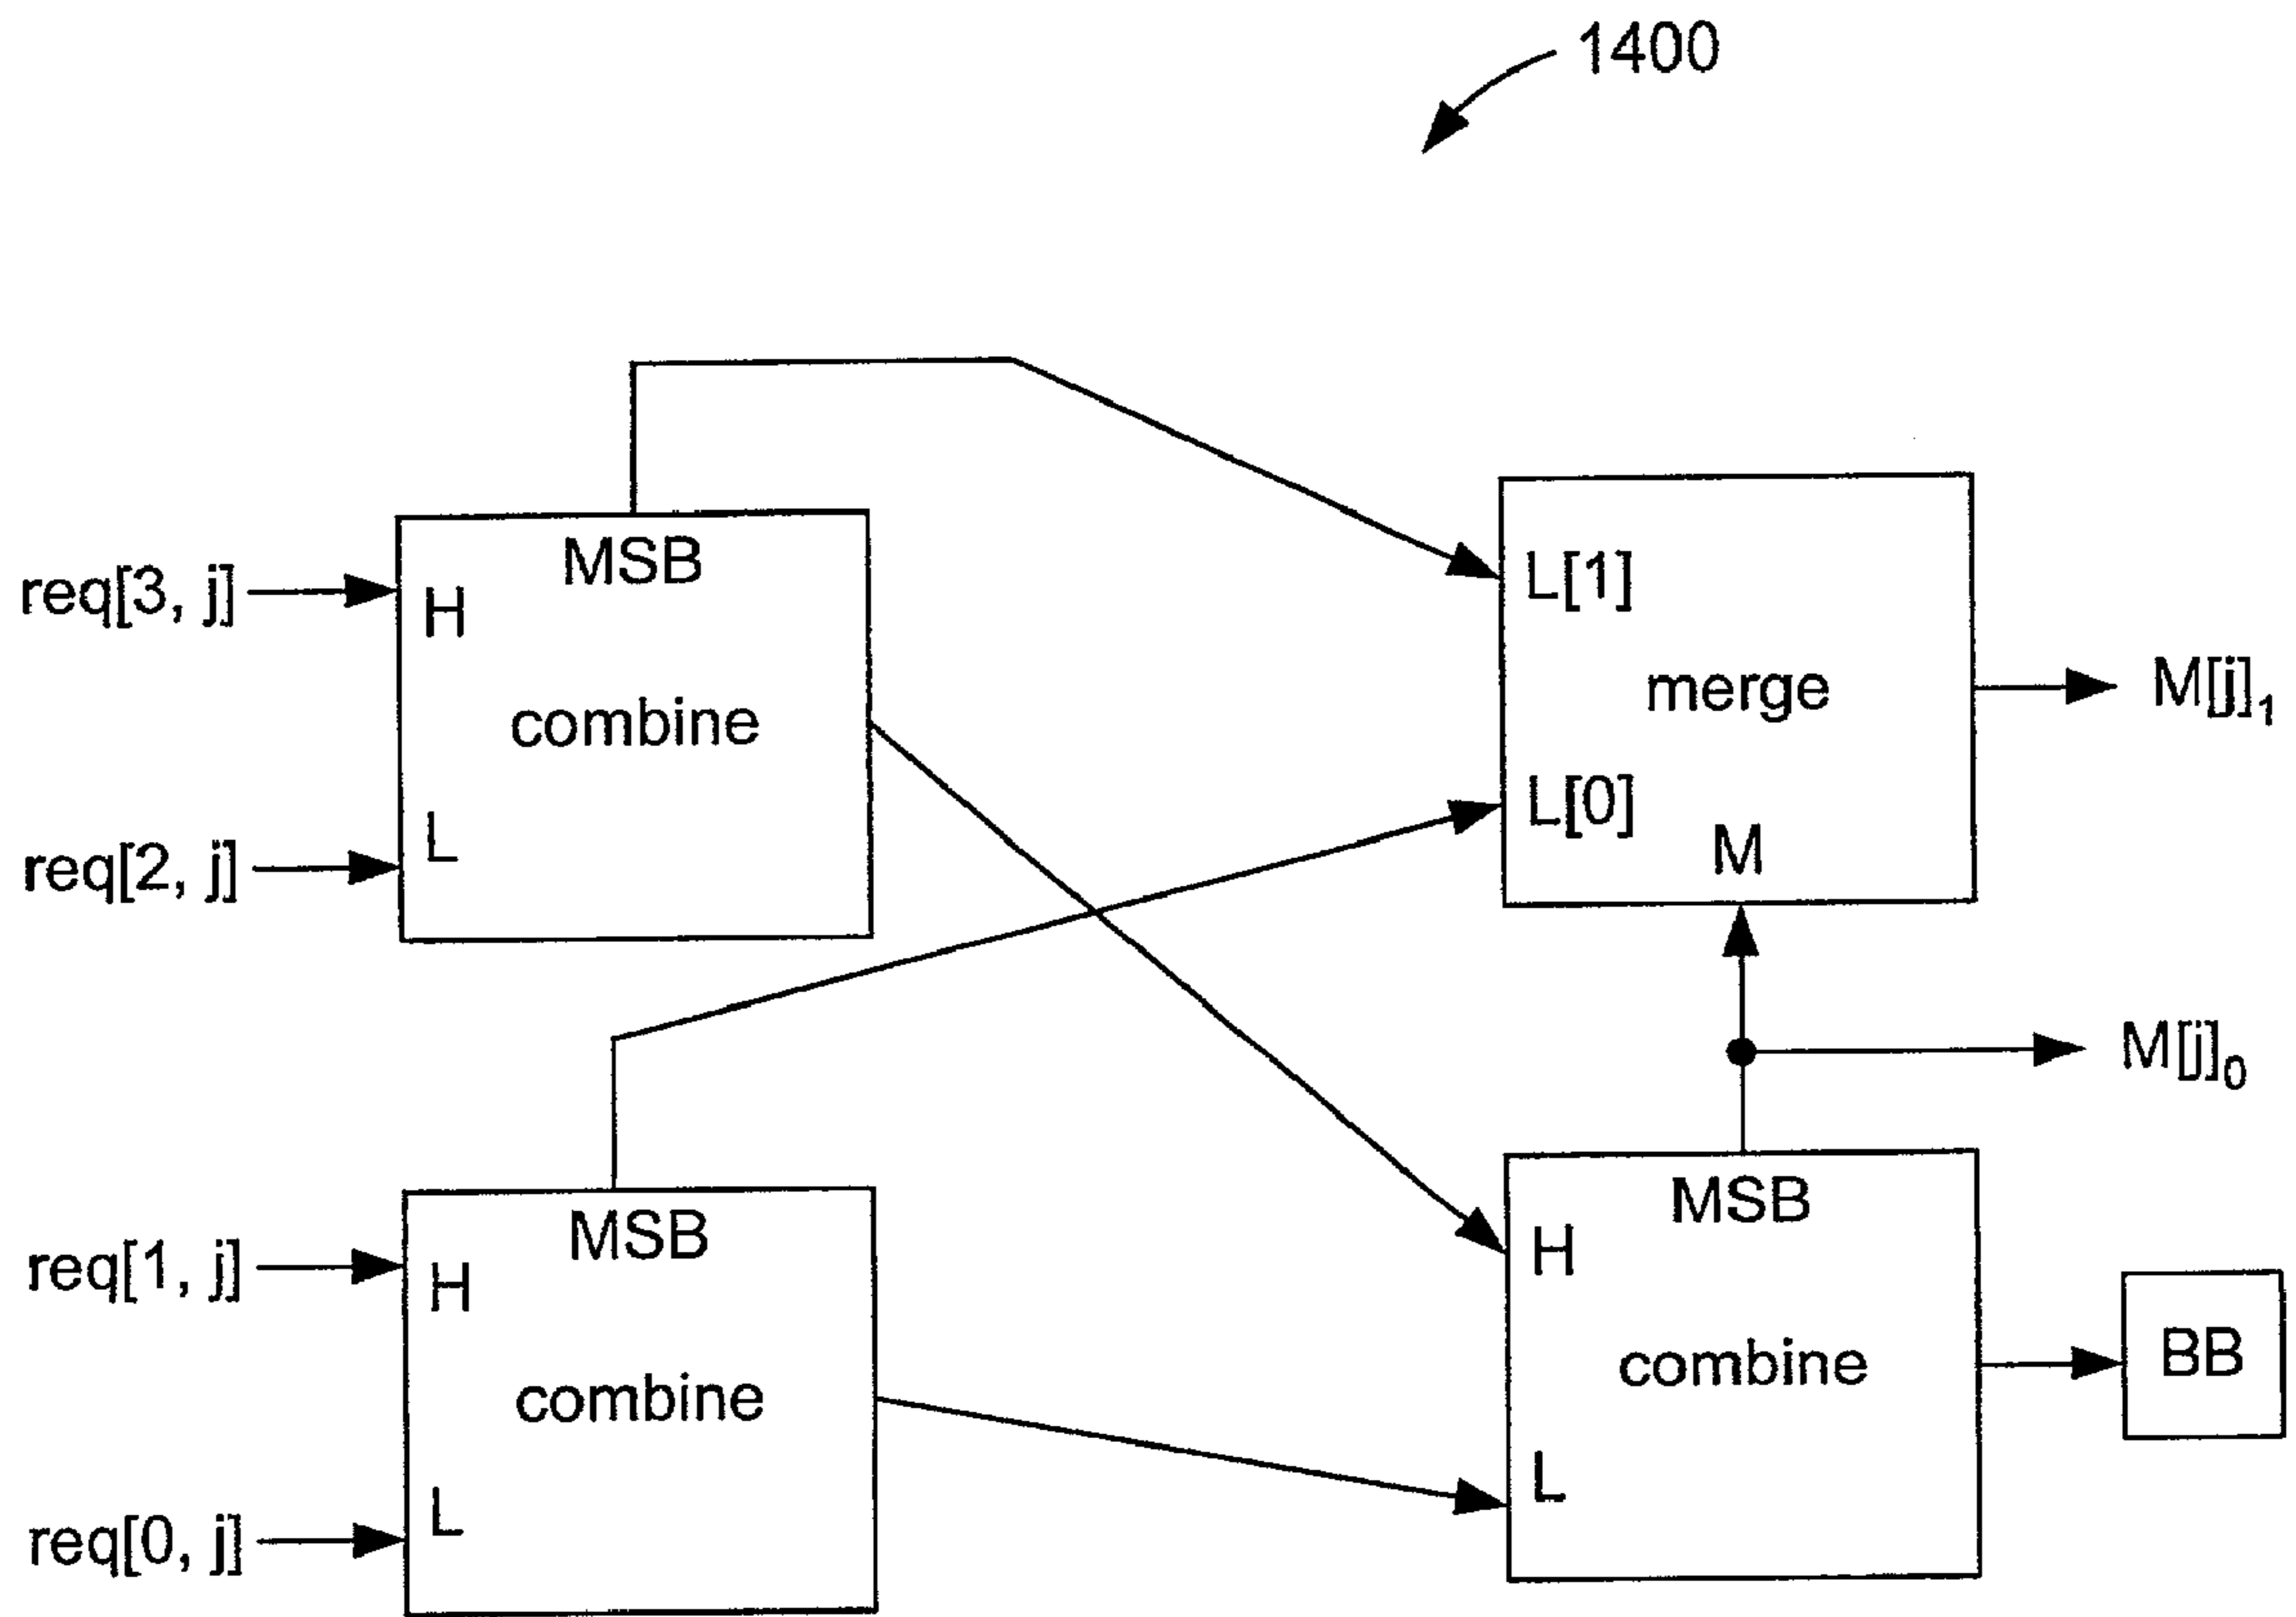 1400
MSB
req[3, j]
H
combine
req[2, j]
L
L[1]
merge
L[0]
M
M[j]1
M[j]0
MSB
req[1, j]
H
combine
req[0, j]
L
MSB
H
combine
L
BB